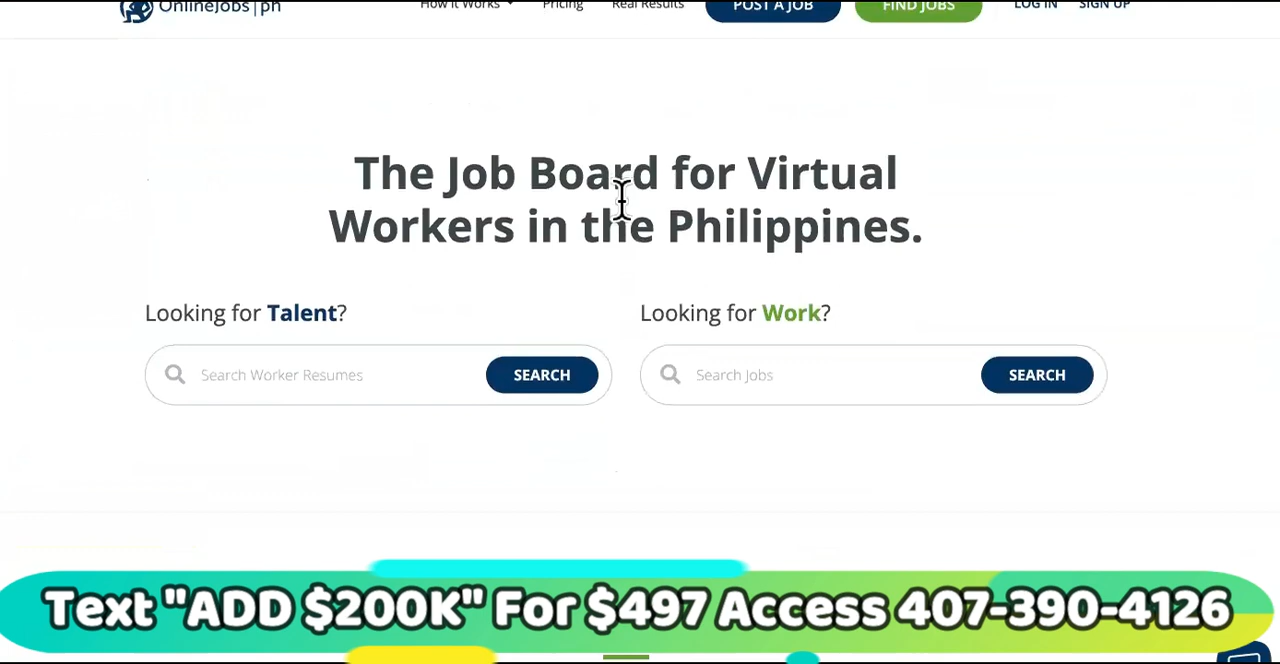 OnlineJobs|ph
How it Works Pricing Real Results POST A JOB FIND JOBS LOG IN SIGN UP
The Job Board for Virtual
Workers in the Philippines.
Looking for Talent? Looking for Work?
Search Worker Resumes SEARCH Search Jobs SEARCH
Text "ADD $200K" For $497 Access 407-390-4126